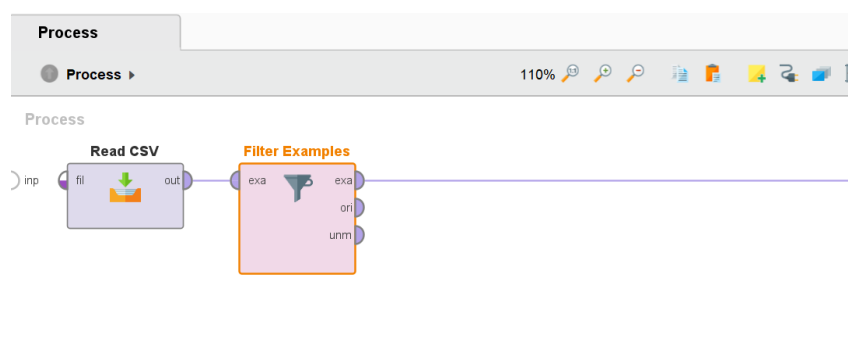 Process
Process
110%
Process
Read CSV
Filter Examples
inp
fil
out
exa
exa
ori
unm